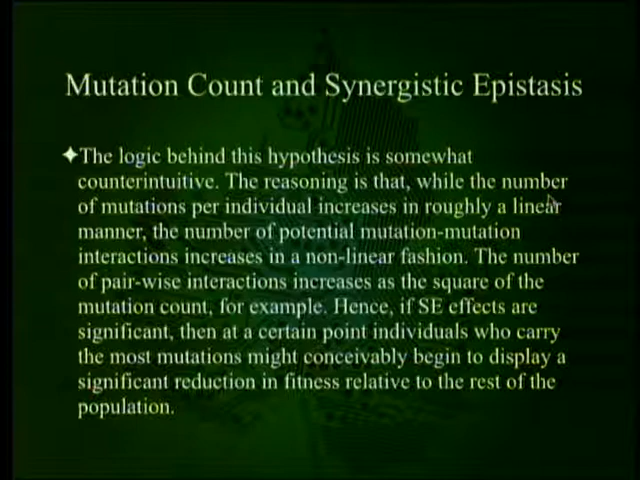 Mutation Count and Synergistic Epistasis
The logic behind this hypothesis is somewhat
counterintuitive. The reasoning is that, while the number
of mutations per individual increases in roughly a linear
manner, the number of potential mutation-mutation
interactions increases in a non-linear fashion. The number
of pair-wise interactions increases as the square of the
mutation count, for example. Hence, if SE effects are
significant, then at a certain point individuals who carry
the most mutations might conceivably begin to display a
significant reduction in fitness relative to the rest of the
population.